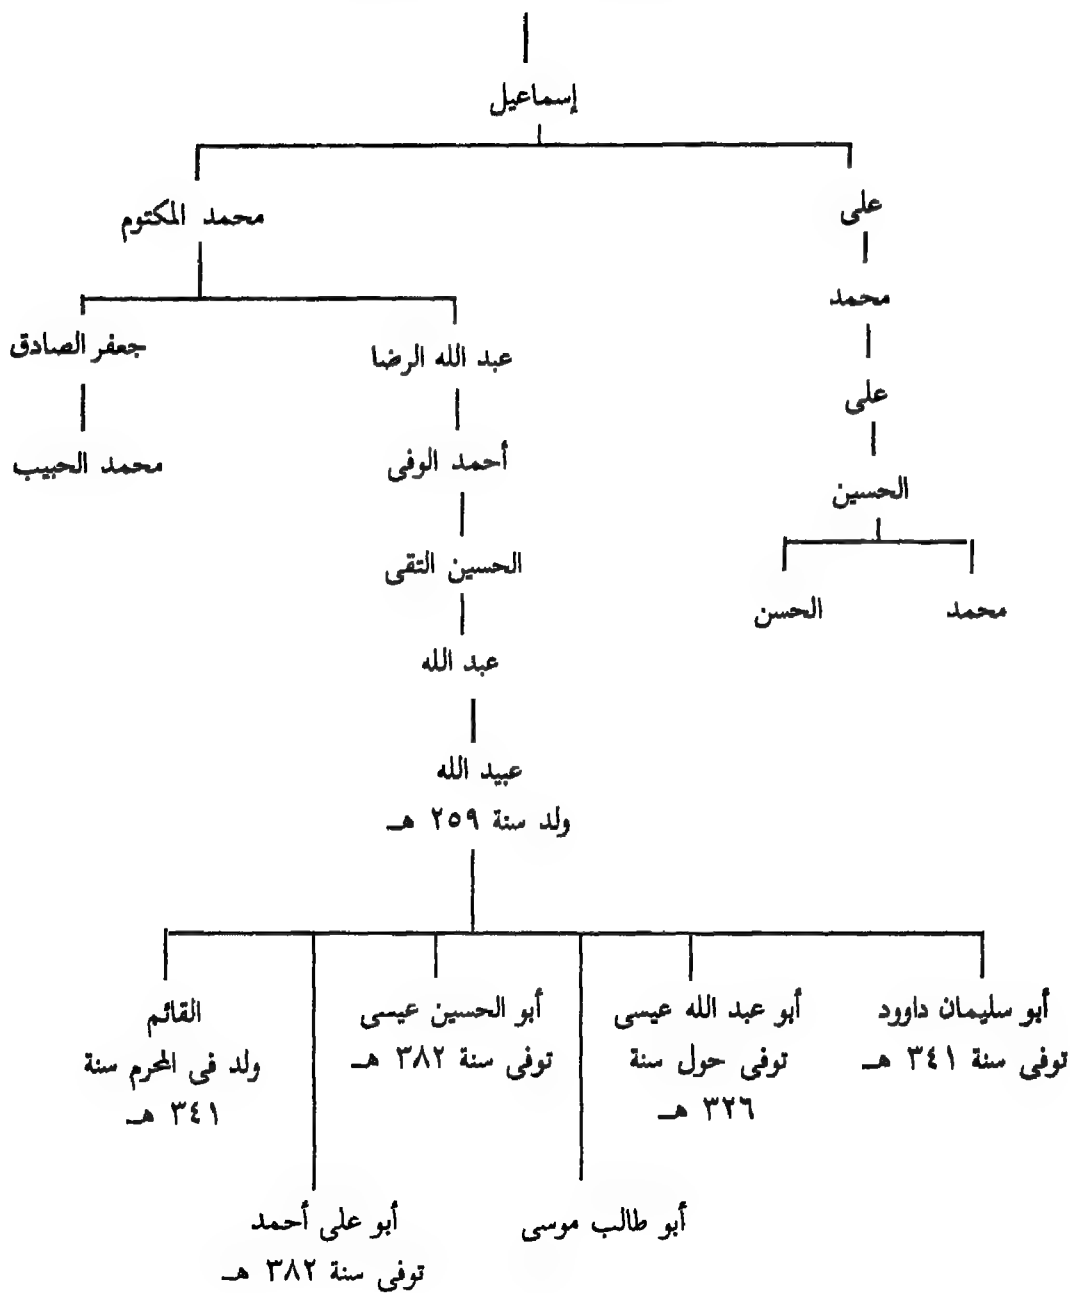 إسماعيل
على
محمد المكتوم
محمد
جعفر الصادق
عبد الله الرضا
على
أحمد الوفى
محمد الحبيب
الحسين
الحسين التقى
محمد
الحسن
عبد الله
عبيد الله
ولد سنة ٢٥٩ هـ
أبو سليمان داوود
توفى سنة ٣٤١ هـ
أبو عبد الله عيسى
توفى حول سنة
٣٢٦ هـ
أبو الحسين عيسى
توفى سنة ٣٨٢ هـ
القائم
ولد فى المحرم سنة
٣٤١ هـ
أبو طالب موسى
أبو على أحمد
توفى سنة ٣٨٢ هـ